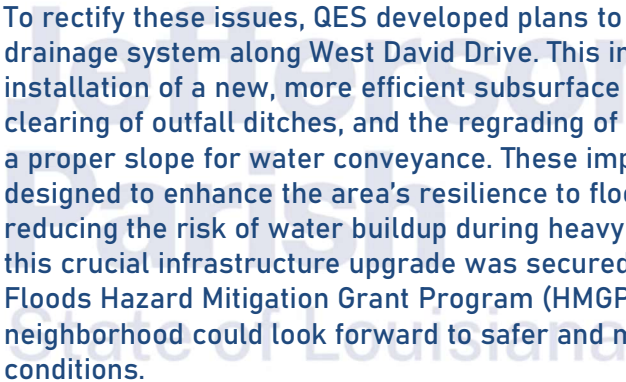 To rectify these issues, QES developed plans to
drainage system along West David Drive. This in
installation of a new, more efficient subsurface
clearing of outfall ditches, and the regrading of
a proper slope for water conveyance. These imp
designed to enhance the area's resilience to floo
reducing the risk of water buildup during heavy
this crucial infrastructure upgrade was secured
Floods Hazard Mitigation Grant Program (HMGP
neighborhood could look forward to safer and m
conditions.
Jefferson
Parish
State of Louisiana